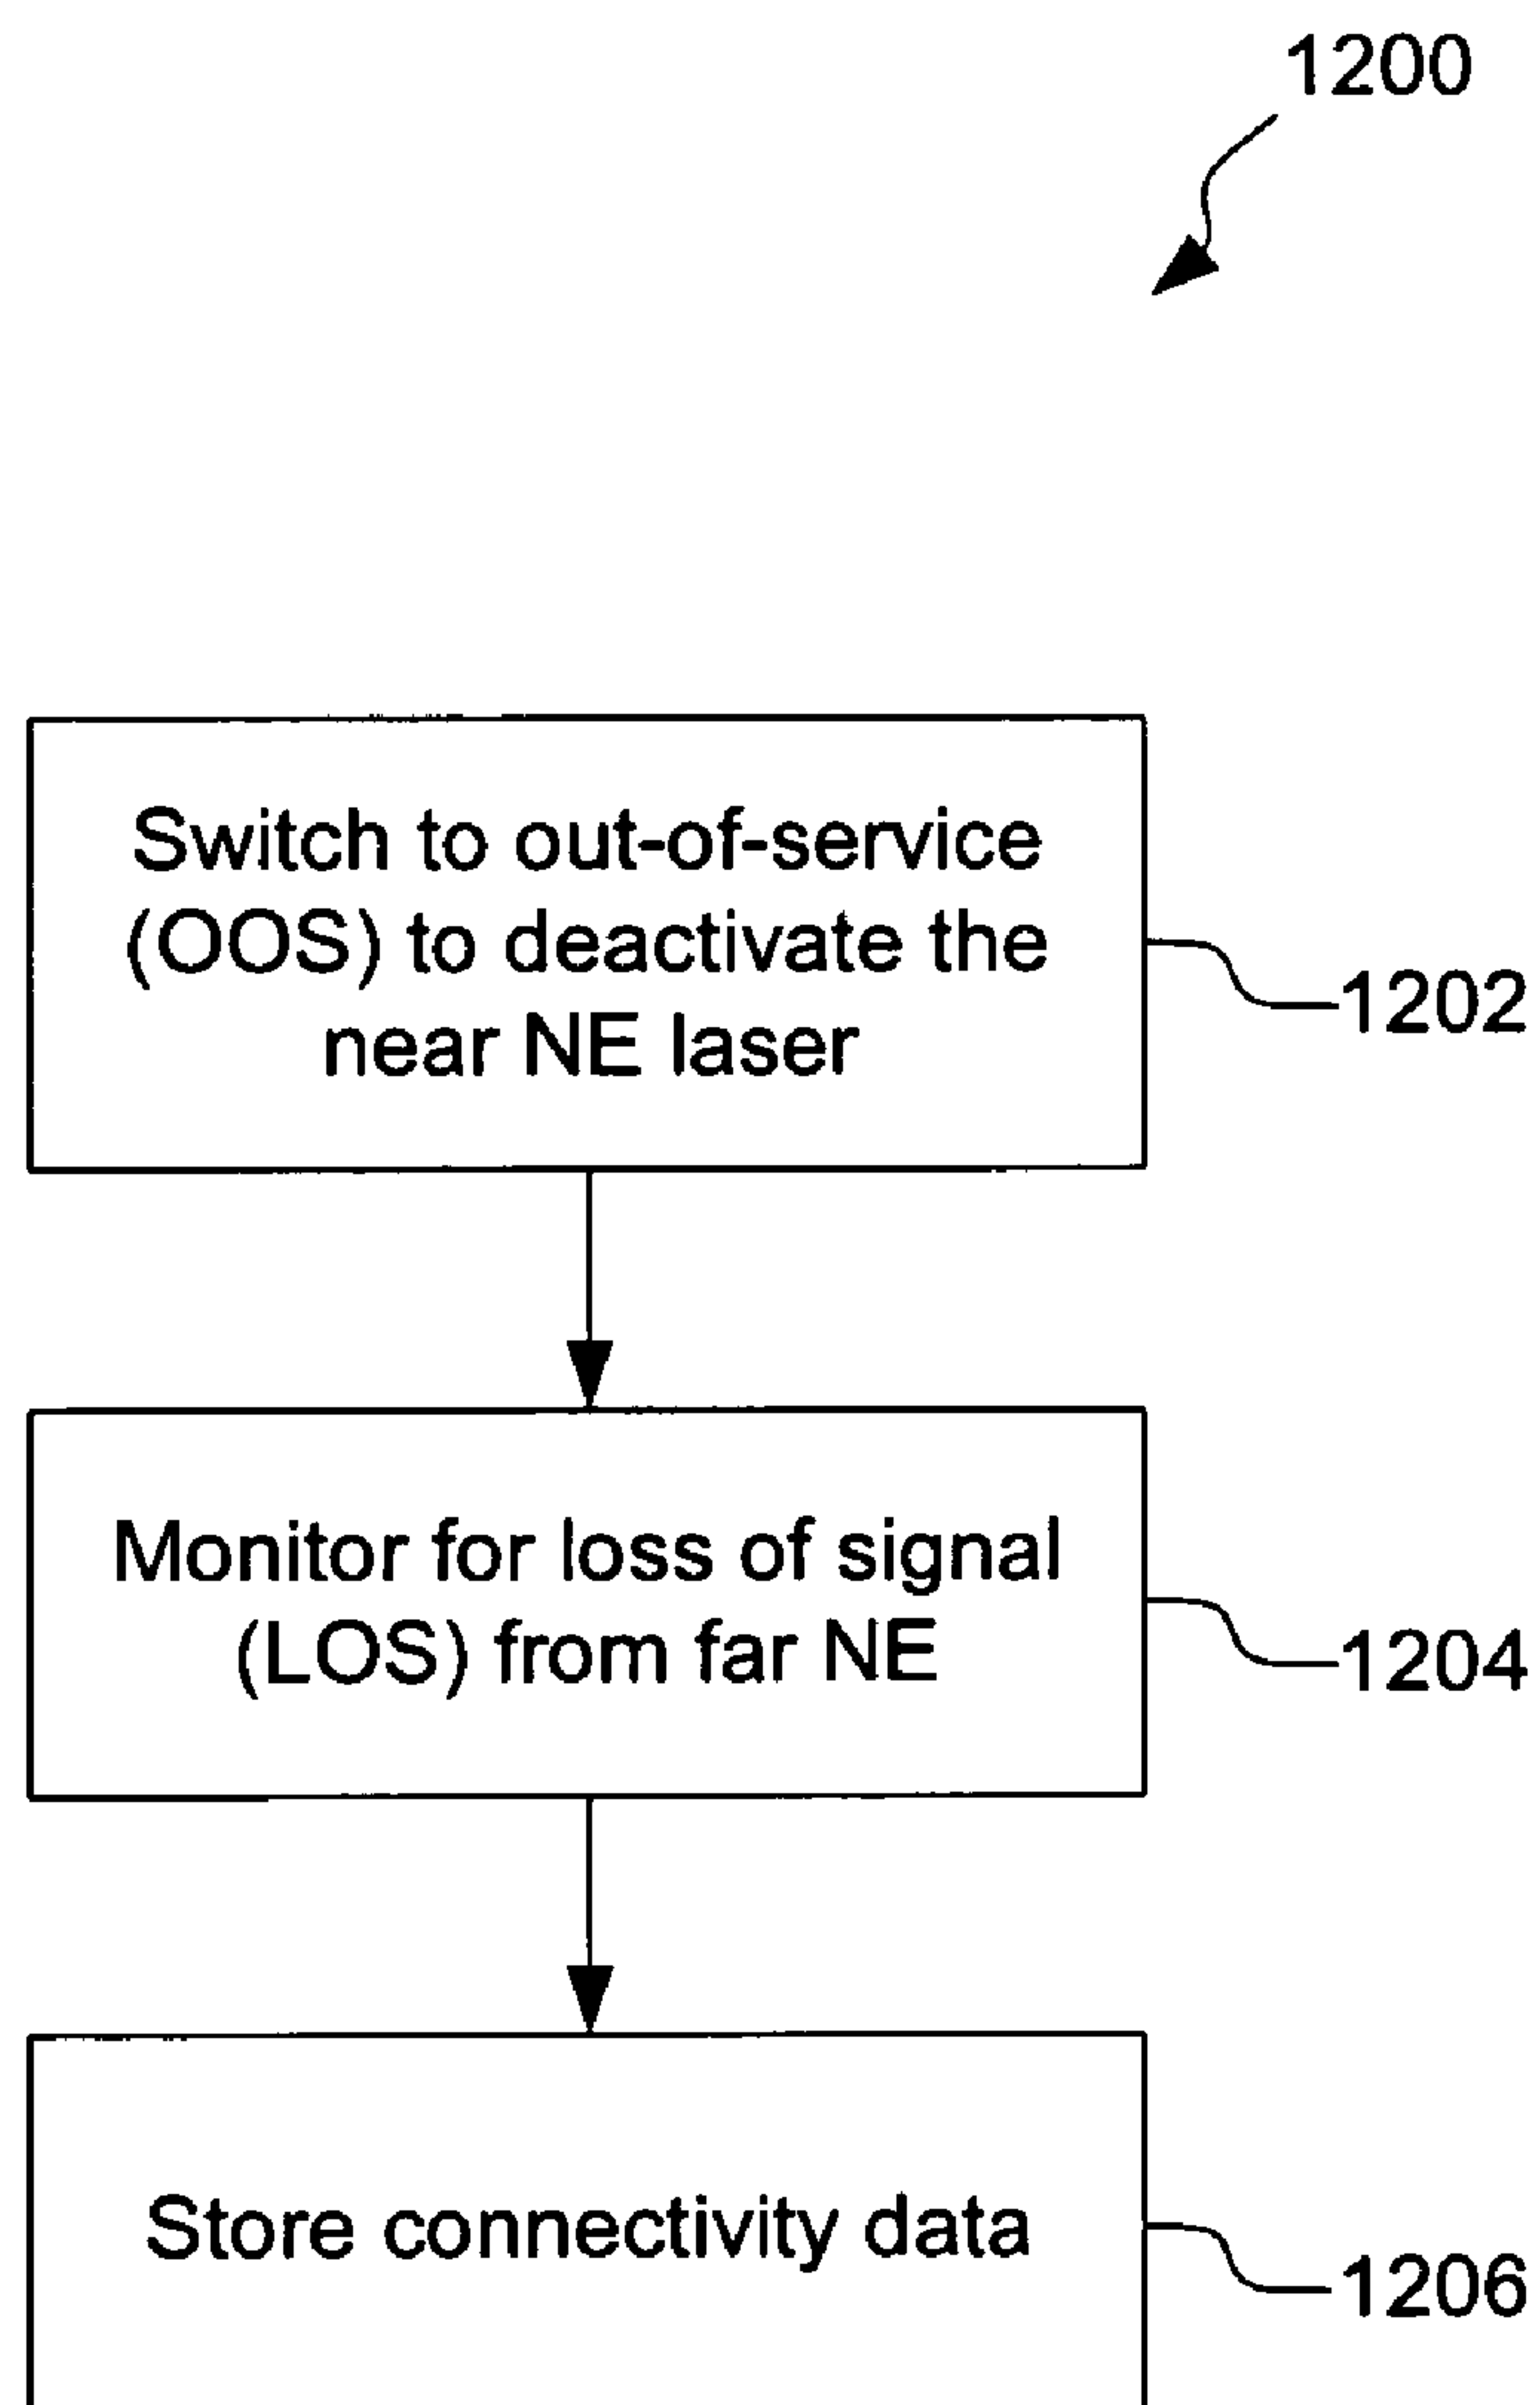 1200
Switch to out-of-service
(OOS) to deactivate the
near NE laser
1202
Monitor for loss of signal
(LOS) from far NE
1204
Store connectivity data
1206